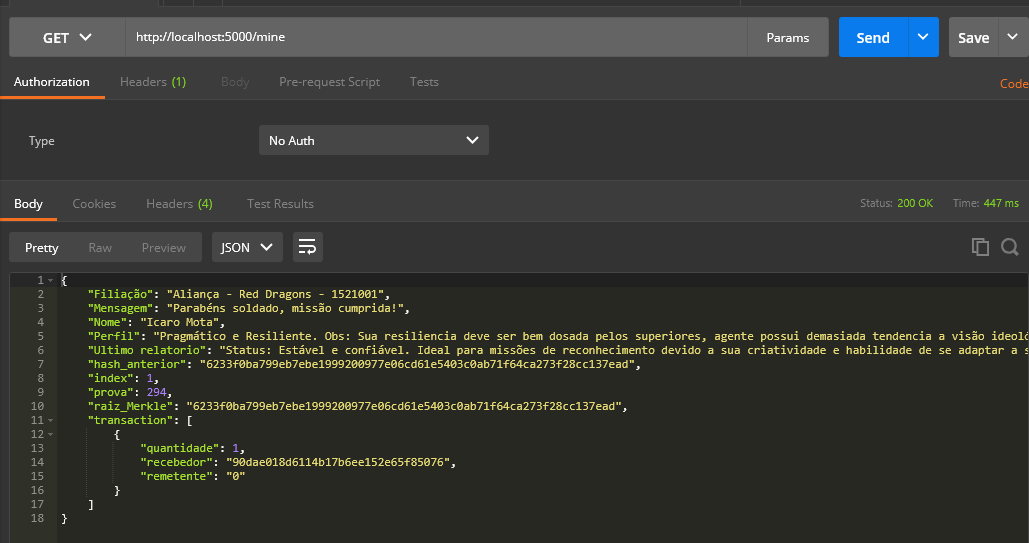 GET http://localhost:5000/mine Params Send Save
Authorization Headers (1) Body Pre-request Script Tests Code
Type No Auth
Body Cookies Headers (4) Test Results Status: 200 OK Time: 447 ms
Pretty Raw Preview JSON
1 {
2 "Filiação": "Aliança - Red Dragons - 1521001",
3 "Mensagem": "Parabéns soldado, missão cumprida!",
4 "Nome": "Icaro Mota",
5 "Perfil": "Pragmático e Resiliente. Obs: Sua resiliencia deve ser bem dosada pelos superiores, agente possui demasiada tendencia a visão ideoló
6 "Ultimo relatorio": "Status: Estável e confiável. Ideal para missões de reconhecimento devido a sua criatividade e habilidade de se adaptar a s
7 "hash_anterior": "6233f0ba799eb7ebe1999200977e06cd61e5403c0ab71f64ca273f28cc137ead",
8 "index": 1,
9 "prova": 294,
10 "raiz_Merkle": "6233f0ba799eb7ebe1999200977e06cd61e5403c0ab71f64ca273f28cc137ead",
11 "transaction": [
12 {
13 "quantidade": 1,
14 "recebedor": "90dae018d6114b17b6ee152e65f85076",
15 "remetente": "0"
16 }
17 ]
18 }